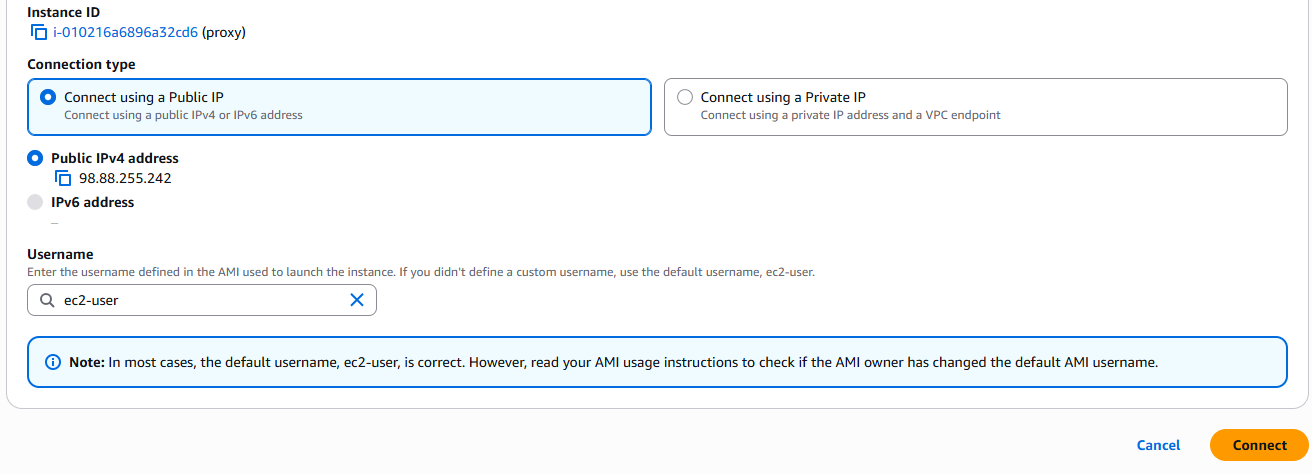 Instance ID
i-010216a6896a32cd6 (proxy)
Connection type
Connect using a Public IP
Connect using a public IPv4 or IPv6 address
Connect using a Private IP
Connect using a private IP address and a VPC endpoint
Public IPv4 address
98.88.255.242
IPv6 address
–
Username
Enter the username defined in the AMI used to launch the instance. If you didn't define a custom username, use the default username, ec2-user.
ec2-user
Note: In most cases, the default username, ec2-user, is correct. However, read your AMI usage instructions to check if the AMI owner has changed the default AMI username.
Cancel
Connect